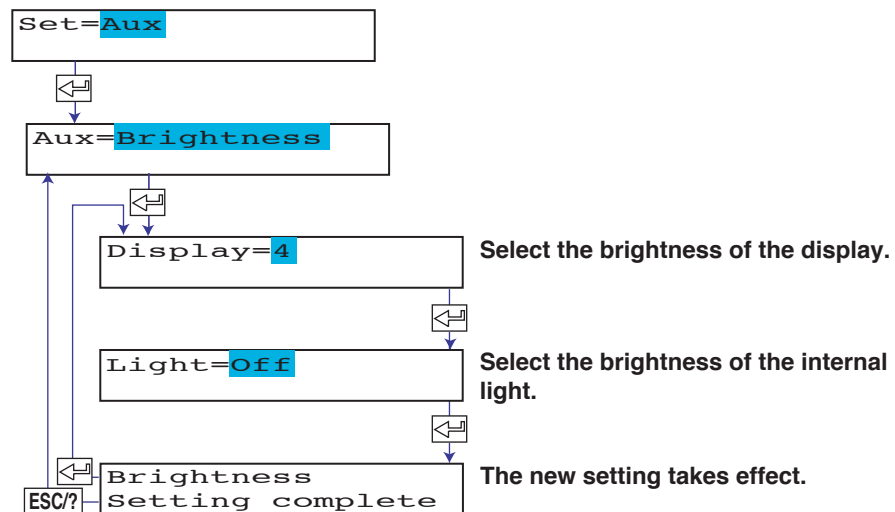 Set=Aux
Aux=Brightness
Display=4
Select the brightness of the display.
Light=Off
Select the brightness of the internal
light.
Brightness
Setting complete
The new setting takes effect.
ESC/?